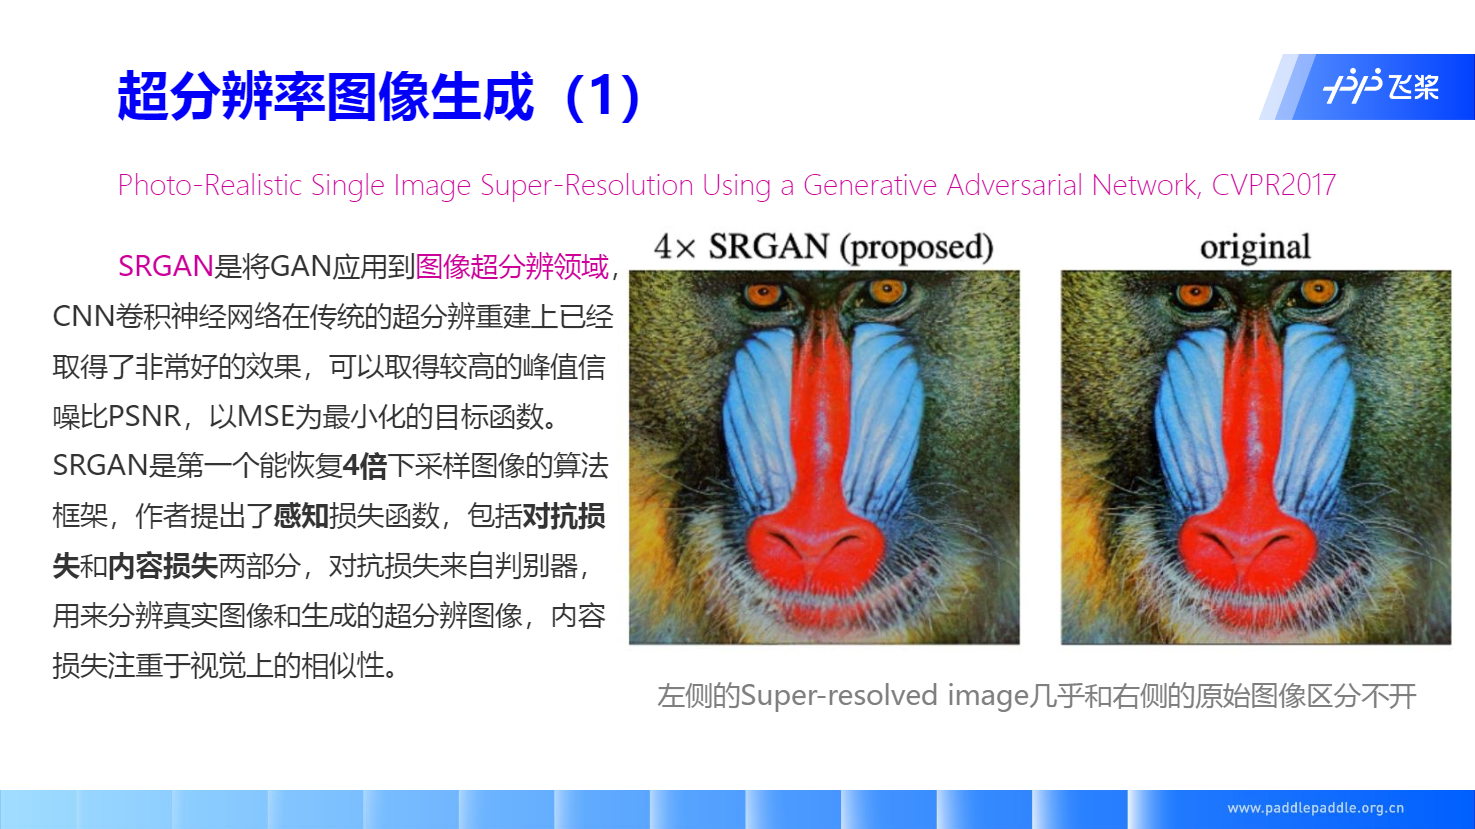 超分辨率图像生成（1）
飞桨
Photo-Realistic Single Image Super-Resolution Using a Generative Adversarial Network, CVPR2017
SRGAN是将GAN应用到图像超分辨领域，
CNN卷积神经网络在传统的超分辨重建上已经
取得了非常好的效果，可以取得较高的峰值信
噪比PSNR，以MSE为最小化的目标函数。
SRGAN是第一个能恢复4倍下采样图像的算法
框架，作者提出了感知损失函数，包括对抗损
失和内容损失两部分，对抗损失来自判别器，
用来分辨真实图像和生成的超分辨图像，内容
损失注重于视觉上的相似性。
4× SRGAN (proposed)
original
左侧的Super-resolved image几乎和右侧的原始图像区分不开
www.paddlepaddle.org.cn